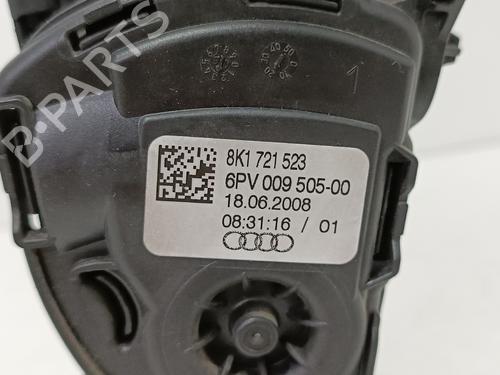 B-PARTS
1
8K1 721 523
6PV 009 505-00
18.06.2008
08:31:16 / 01